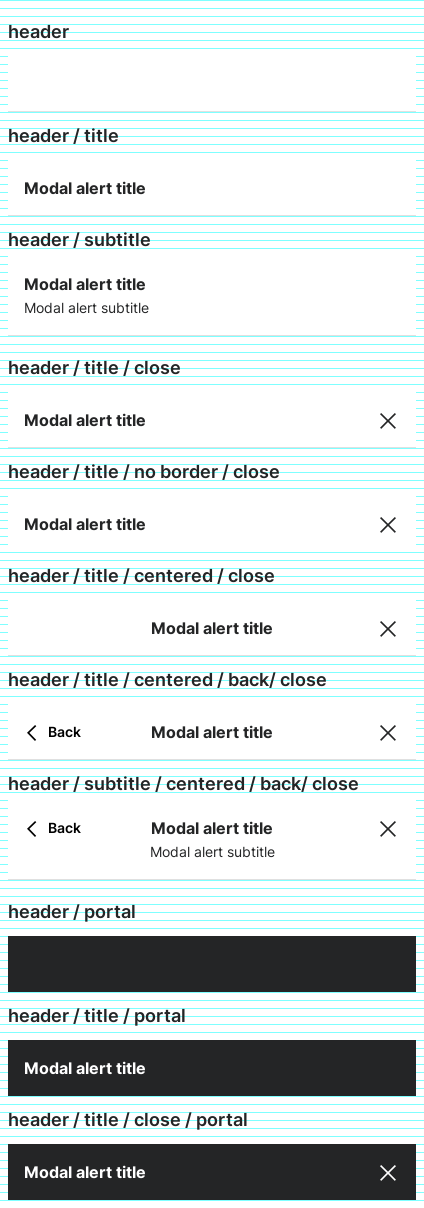 header
header / title
Modal alert title
header / subtitle
Modal alert title
Modal alert subtitle
header / title / close
Modal alert title
header / title / no border / close
Modal alert title
header / title / centered / close
Modal alert title
header / title / centered / back/ close
Back Modal alert title
header / subtitle / centered / back/ close
Back Modal alert title
Modal alert subtitle
header / portal
header / title / portal
Modal alert title
header / title / close / portal
Modal alert title